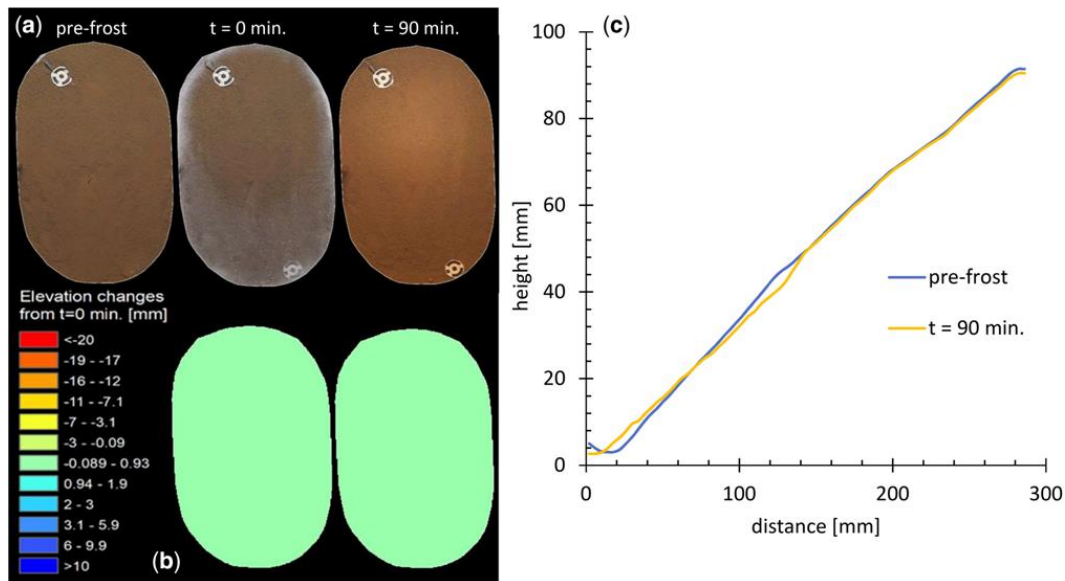 (a) pre-frost t = 0 min. t = 90 min.
Elevation changes
from t=0 min. [mm]
<-20
-19 - -17
-16 - -12
-11 - -7.1
-7 - -3.1
-3 - -0.09
-0.089 - 0.93
0.94 - 1.9
2 - 3
3.1 - 5.9
6 - 9.9
>10
(b)
(c)
100
80
60
40
20
0
height [mm]
0 100 200 300
distance [mm]
pre-frost
t = 90 min.